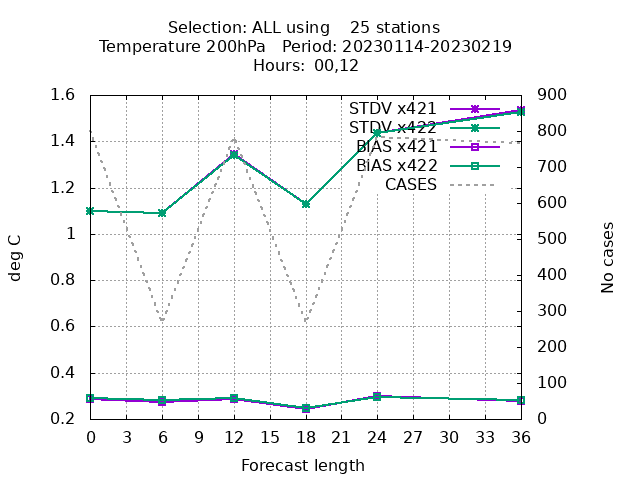 Selection: ALL using    25 stations
Temperature 200hPa   Period: 20230114-20230219
Hours:  00,12
STDV x421
STDV x422
BIAS x421
BIAS x422
CASES
1.6
1.4
1.2
1
0.8
0.6
0.4
0.2
deg C
900
800
700
600
500
400
300
200
100
0
No cases
0 3 6 9 12 15 18 21 24 27 30 33 36
Forecast length